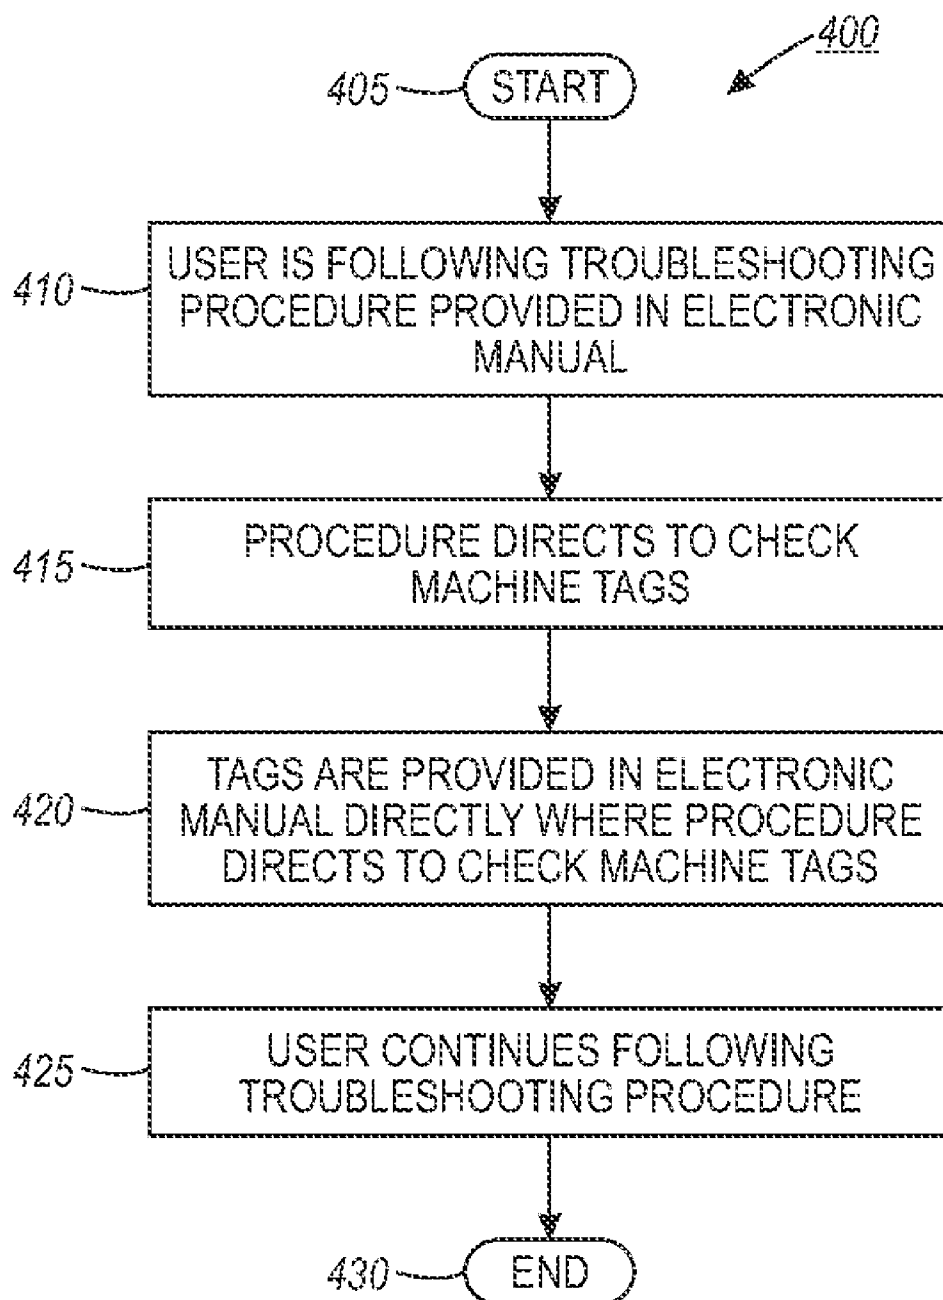 400
405
START
410
USER IS FOLLOWING TROUBLESHOOTING
PROCEDURE PROVIDED IN ELECTRONIC
MANUAL
415
PROCEDURE DIRECTS TO CHECK
MACHINE TAGS
420
TAGS ARE PROVIDED IN ELECTRONIC
MANUAL DIRECTLY WHERE PROCEDURE
DIRECTS TO CHECK MACHINE TAGS
425
USER CONTINUES FOLLOWING
TROUBLESHOOTING PROCEDURE
430
END